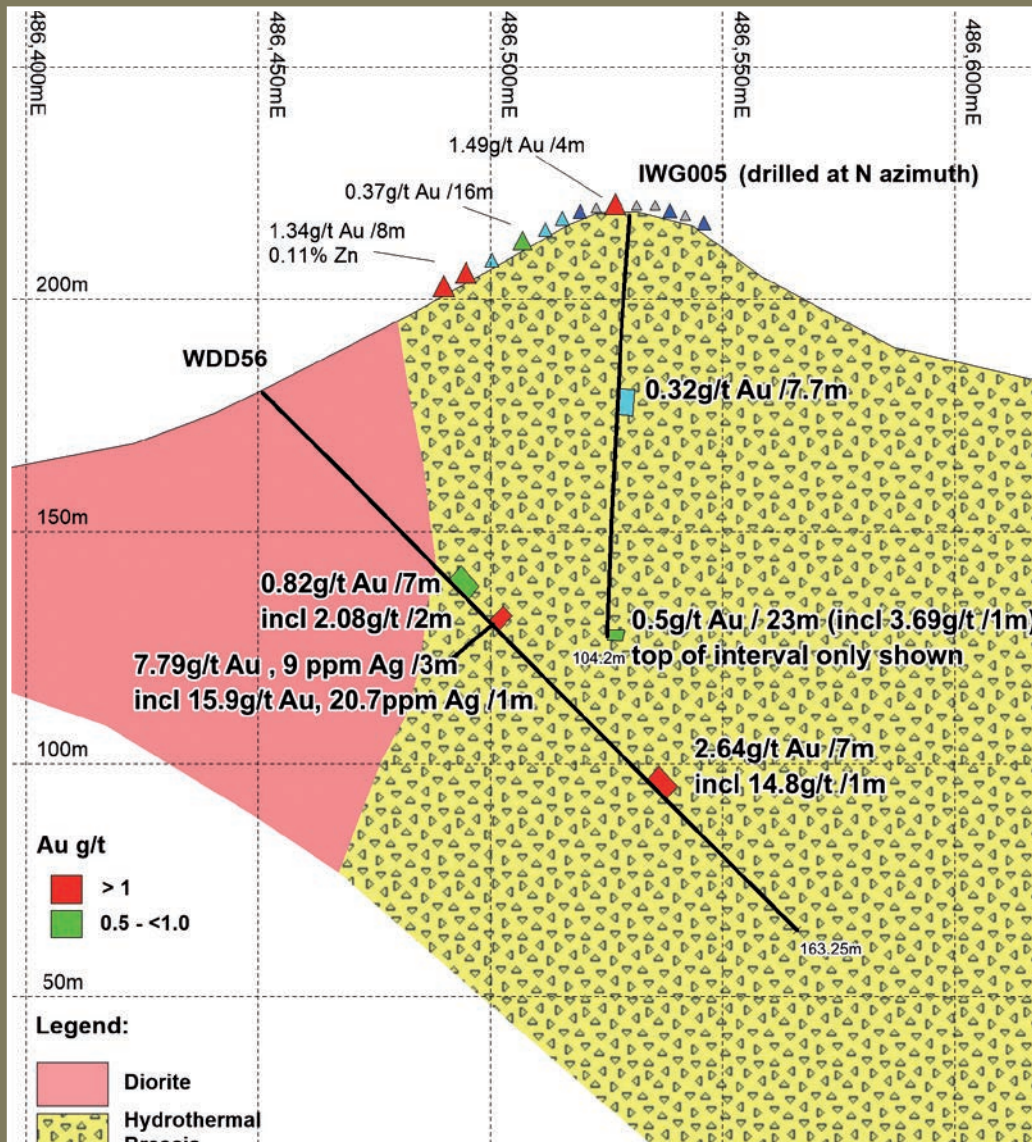 486,400mE
486,450mE
486,500mE
486,550mE
486,600mE
1.49g/t Au /4m
IWG005 (drilled at N azimuth)
0.37g/t Au /16m
1.34g/t Au /8m
0.11% Zn
200m
WDD56
0.32g/t Au /7.7m
150m
0.82g/t Au /7m
incl 2.08g/t /2m
0.5g/t Au / 23m (incl 3.69g/t /1m)
104.2m
top of interval only shown
7.79g/t Au , 9 ppm Ag /3m
incl 15.9g/t Au, 20.7ppm Ag /1m
2.64g/t Au /7m
incl 14.8g/t /1m
100m
Au g/t
> 1
0.5 - <1.0
163.25m
50m
Legend:
Diorite
Hydrothermal